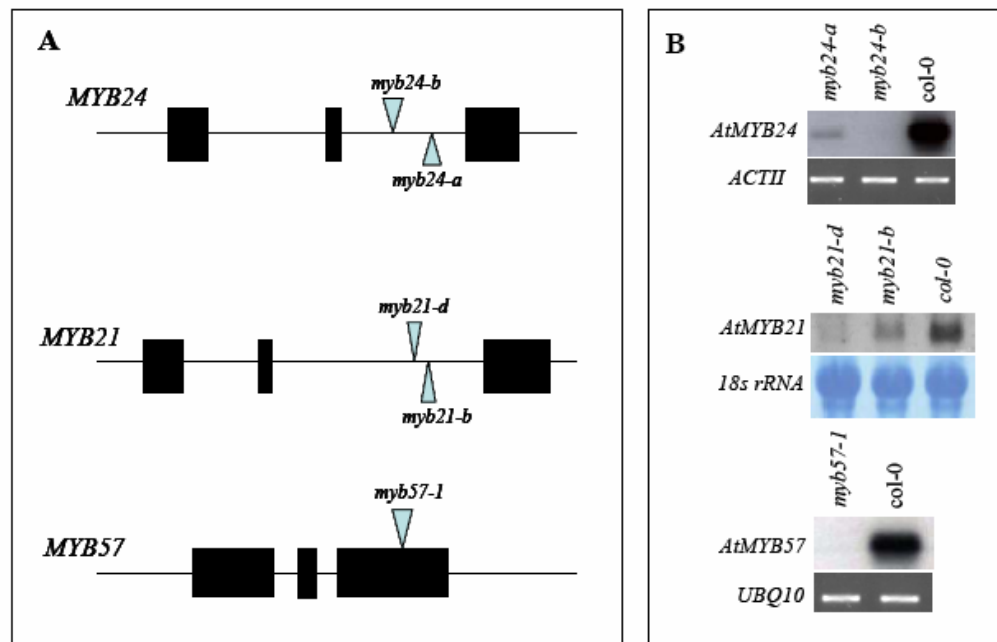 A
MYB24
myb24-b
myb24-a
MYB21
myb21-d
myb21-b
MYB57
myb57-1
B
myb24-a
myb24-b
col-0
AtMYB24
ACTII
myb21-d
myb21-b
col-0
AtMYB21
18s rRNA
myb57-1
col-0
AtMYB57
UBQ10